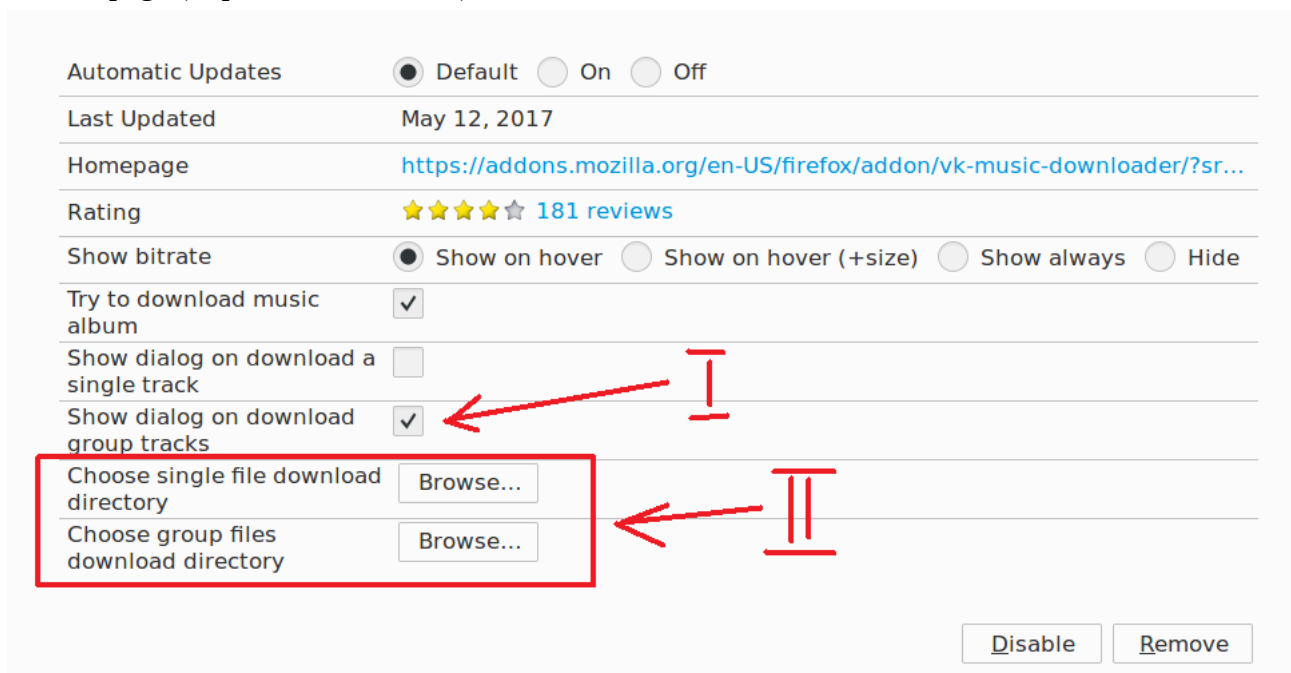 Automatic Updates Default On Off
Last Updated May 12, 2017
Homepage https://addons.mozilla.org/en-US/firefox/addon/vk-music-downloader/?sr...
Rating 181 reviews
Show bitrate Show on hover Show on hover (+size) Show always Hide
Try to download music
album
Show dialog on download a
single track
I
Show dialog on download
group tracks
Choose single file download
directory
Browse...
II
Choose group files
download directory
Browse...
Disable Remove